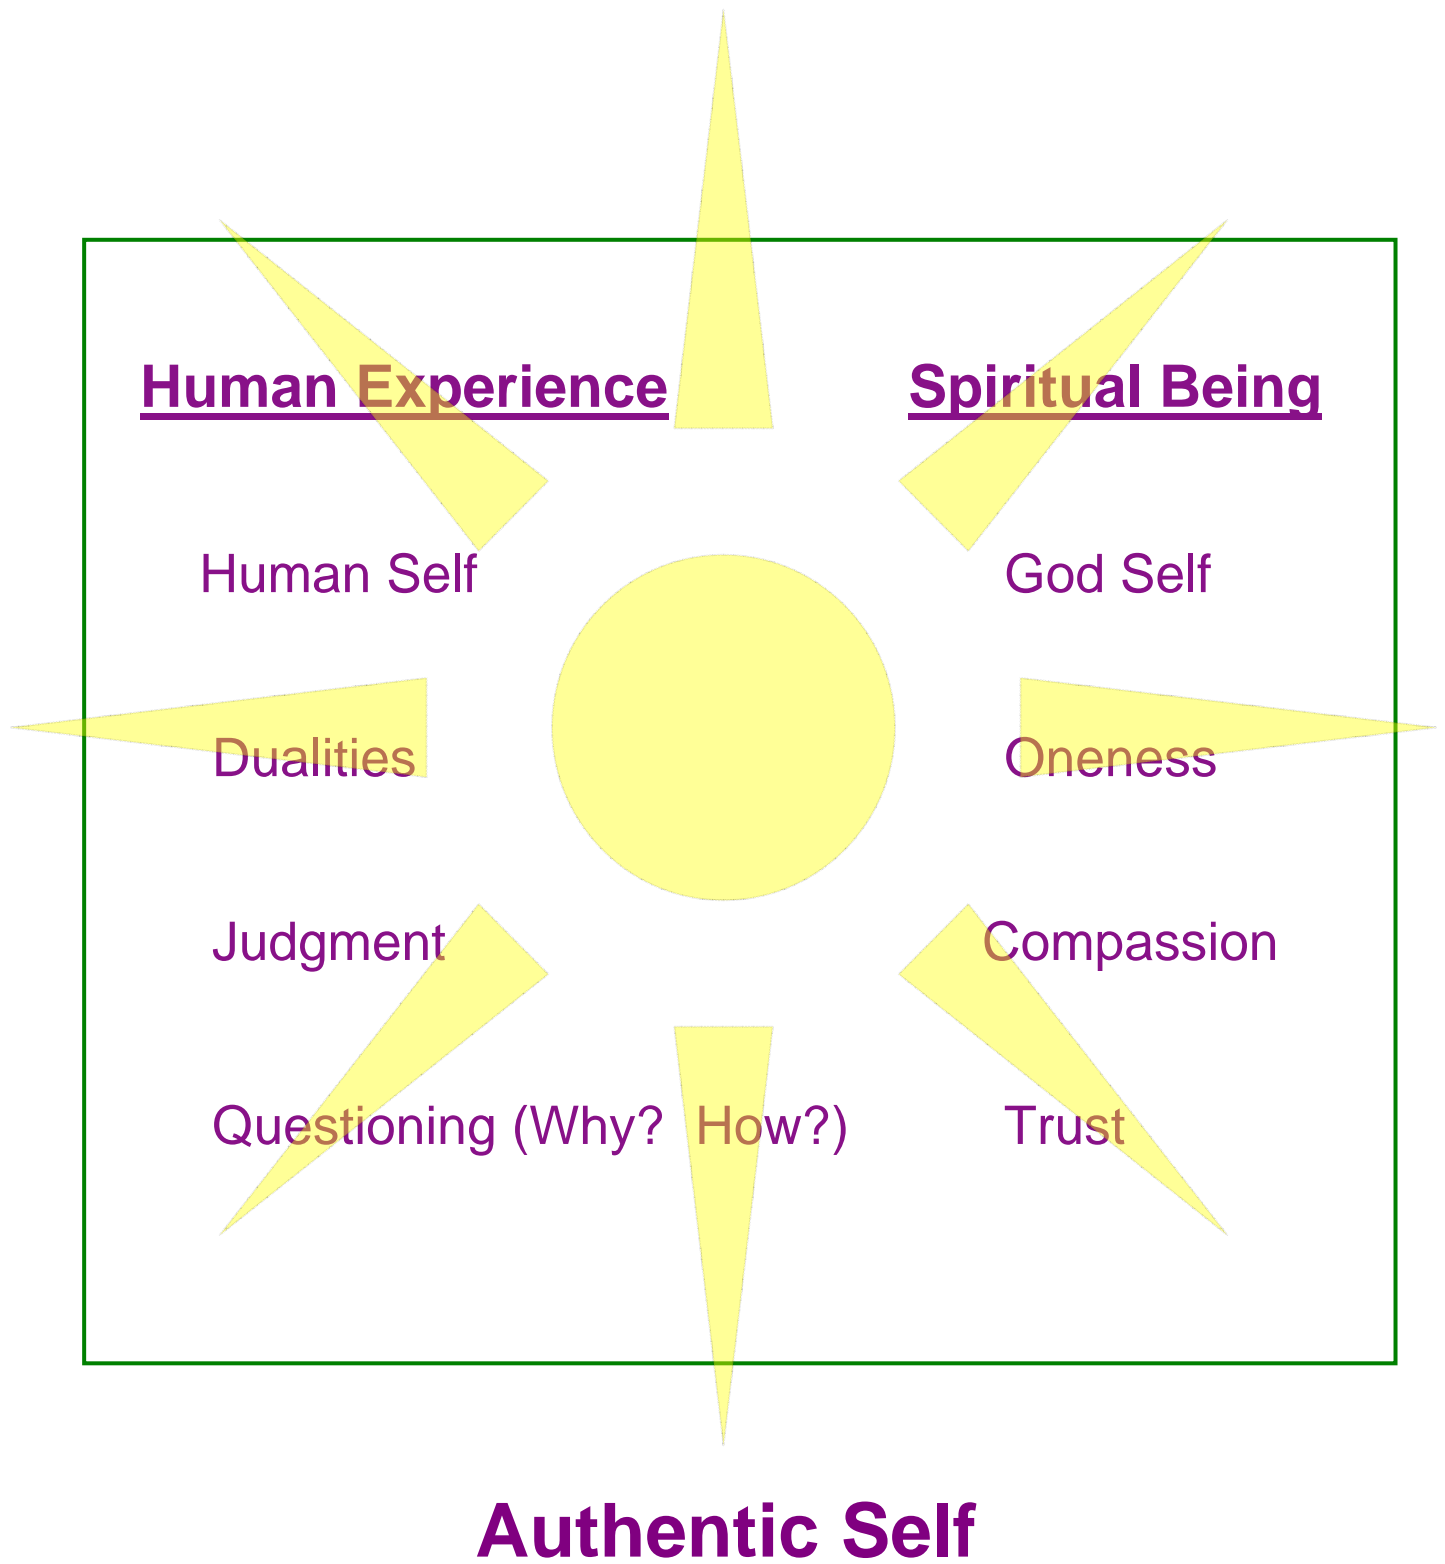 Human Experience Spiritual Being
Human Self God Self
Dualities Oneness
Judgment Compassion
Questioning (Why? How?) Trust
Authentic Self